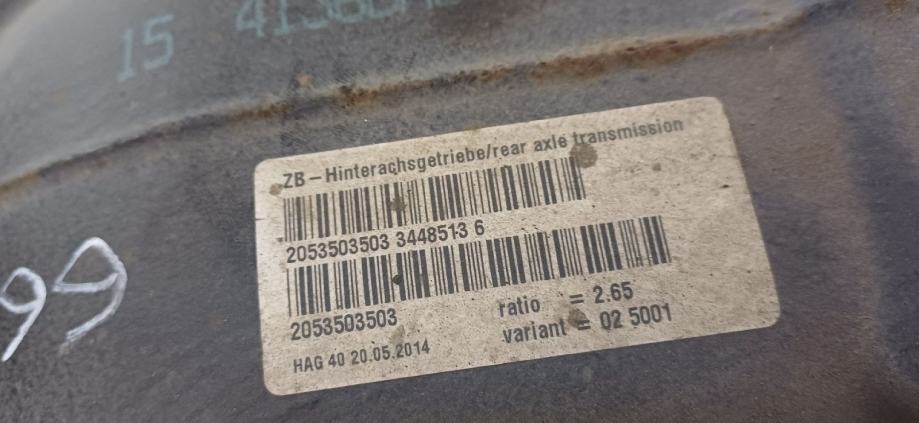 15
ZB – Hinterachsgetriebe/rear axle transmission
2053503503 3448513 6
2053503503
ratio = 2.65
variant = 02 5001
HAG 40 20.05.2014
99